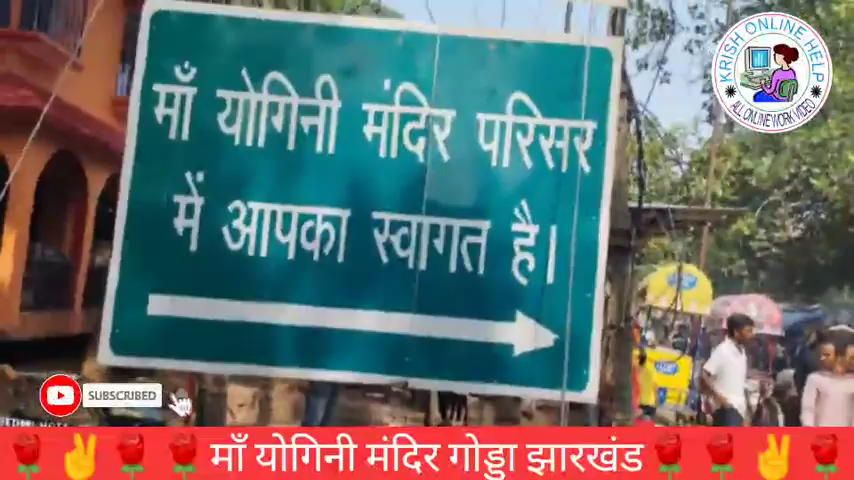 माँ योगिनी मंदिर परिसर
में आपका स्वागत है।
KRISH ONLINE HELP
ALL ONLINE WORK VIDEO
SUBSCRIBED
माँ योगिनी मंदिर गोड्डा झारखंड